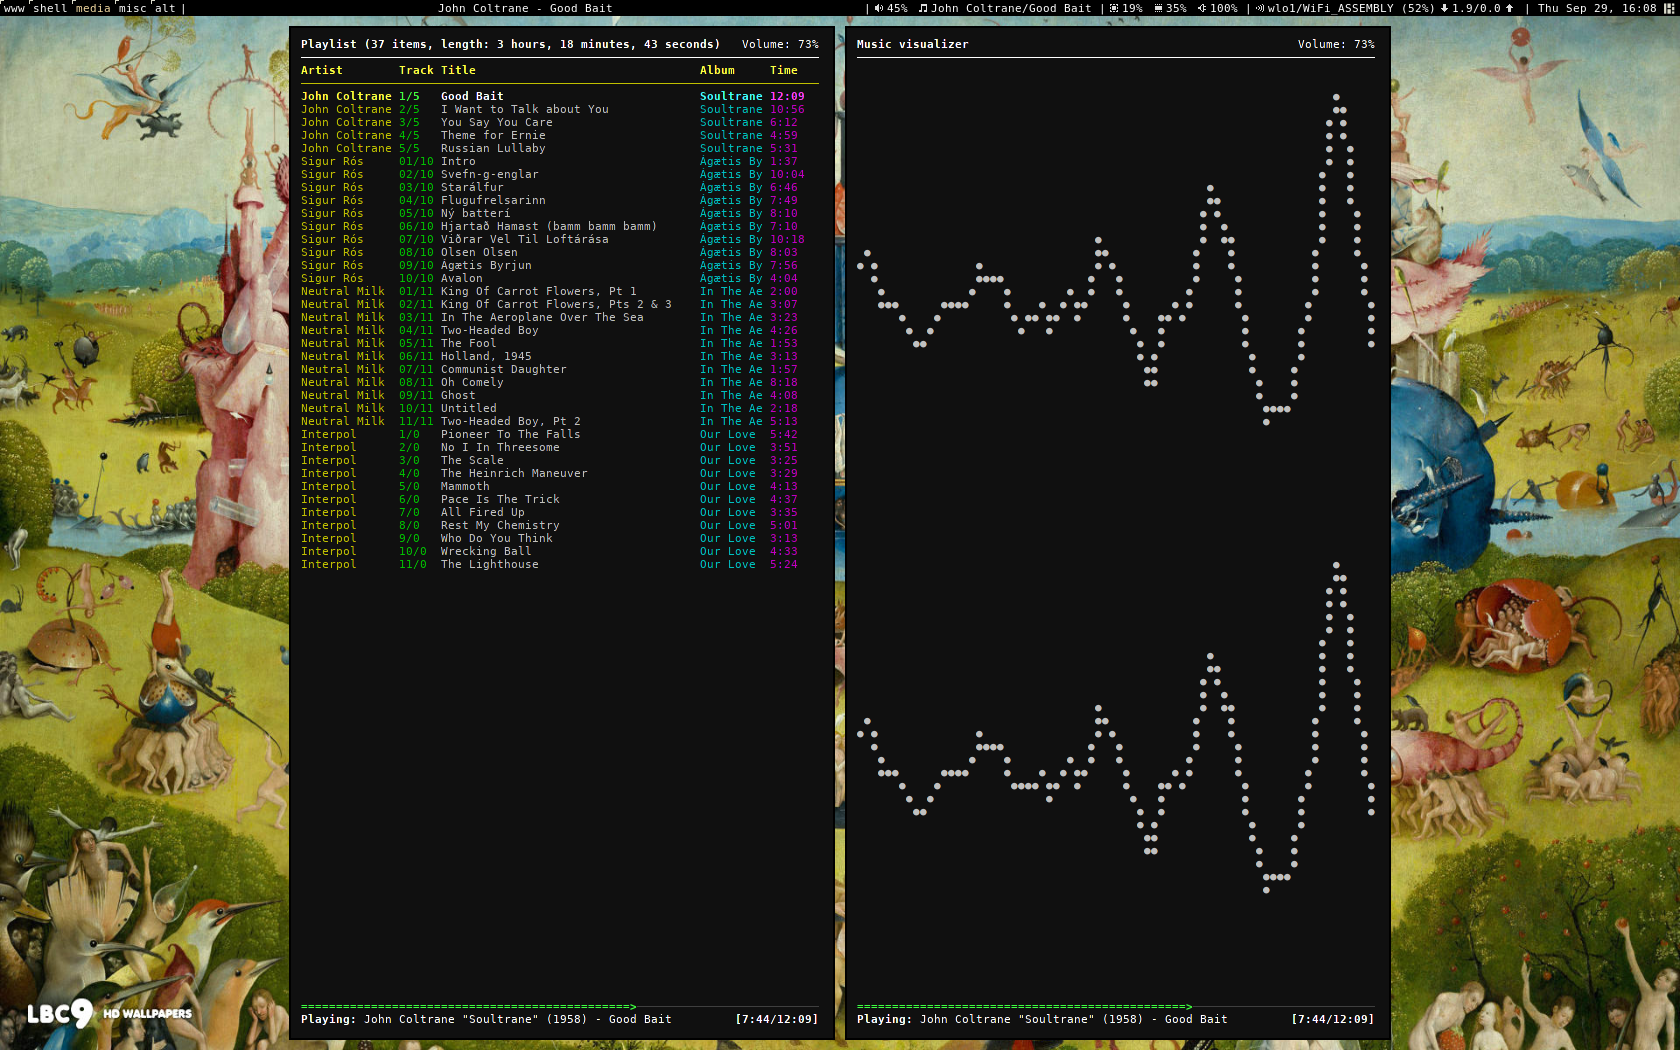 www shell media misc alt | John Coltrane - Good Bait | 45% John Coltrane/Good Bait | 19% 35% 100% | wlo1/WiFi_ASSEMBLY (52%) 1.9/0.0 | Thu Sep 29, 16:08
Playlist (37 items, length: 3 hours, 18 minutes, 43 seconds) Volume: 73%
Artist Track Title Album Time
John Coltrane 1/5 Good Bait Soultrane 12:09
John Coltrane 2/5 I Want to Talk about You Soultrane 10:56
John Coltrane 3/5 You Say You Care Soultrane 6:12
John Coltrane 4/5 Theme for Ernie Soultrane 4:59
John Coltrane 5/5 Russian Lullaby Soultrane 5:31
Sigur Rós 01/10 Intro Ágætis By 1:37
Sigur Rós 02/10 Svefn-g-englar Ágætis By 10:04
Sigur Rós 03/10 Starálfur Ágætis By 6:46
Sigur Rós 04/10 Flugufrelsarinn Ágætis By 7:49
Sigur Rós 05/10 Ný batterí Ágætis By 8:10
Sigur Rós 06/10 Hjartað Hamast (bamm bamm bamm) Ágætis By 7:10
Sigur Rós 07/10 Viðrar Vel Til Loftárása Ágætis By 10:18
Sigur Rós 08/10 Olsen Olsen Ágætis By 8:03
Sigur Rós 09/10 Ágætis Byrjun Ágætis By 7:56
Sigur Rós 10/10 Avalon Ágætis By 4:04
Neutral Milk 01/11 King Of Carrot Flowers, Pt 1 In The Ae 2:00
Neutral Milk 02/11 King Of Carrot Flowers, Pts 2 & 3 In The Ae 3:07
Neutral Milk 03/11 In The Aeroplane Over The Sea In The Ae 3:23
Neutral Milk 04/11 Two-Headed Boy In The Ae 4:26
Neutral Milk 05/11 The Fool In The Ae 1:53
Neutral Milk 06/11 Holland, 1945 In The Ae 3:13
Neutral Milk 07/11 Communist Daughter In The Ae 1:57
Neutral Milk 08/11 Oh Comely In The Ae 8:18
Neutral Milk 09/11 Ghost In The Ae 4:08
Neutral Milk 10/11 Untitled In The Ae 2:18
Neutral Milk 11/11 Two-Headed Boy, Pt 2 In The Ae 5:13
Interpol 1/0 Pioneer To The Falls Our Love 5:42
Interpol 2/0 No I In Threesome Our Love 3:51
Interpol 3/0 The Scale Our Love 3:25
Interpol 4/0 The Heinrich Maneuver Our Love 3:29
Interpol 5/0 Mammoth Our Love 4:13
Interpol 6/0 Pace Is The Trick Our Love 4:37
Interpol 7/0 All Fired Up Our Love 3:35
Interpol 8/0 Rest My Chemistry Our Love 5:01
Interpol 9/0 Who Do You Think Our Love 3:13
Interpol 10/0 Wrecking Ball Our Love 4:33
Interpol 11/0 The Lighthouse Our Love 5:24
Playing: John Coltrane "Soultrane" (1958) - Good Bait [7:44/12:09]
Music visualizer Volume: 73%
Playing: John Coltrane "Soultrane" (1958) - Good Bait [7:44/12:09]
LBC9 HD WALLPAPERS